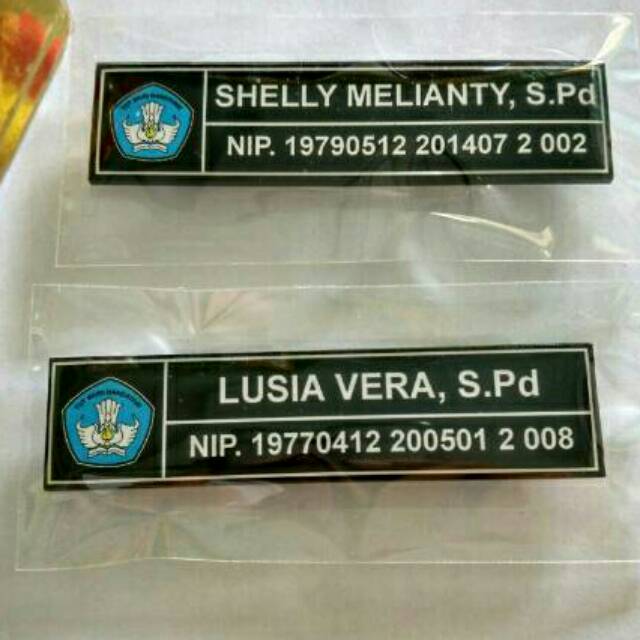 SHELLY MELIANTY, S.Pd
NIP. 19790512 201407 2 002
LUSIA VERA, S.Pd
NIP. 19770412 200501 2 008